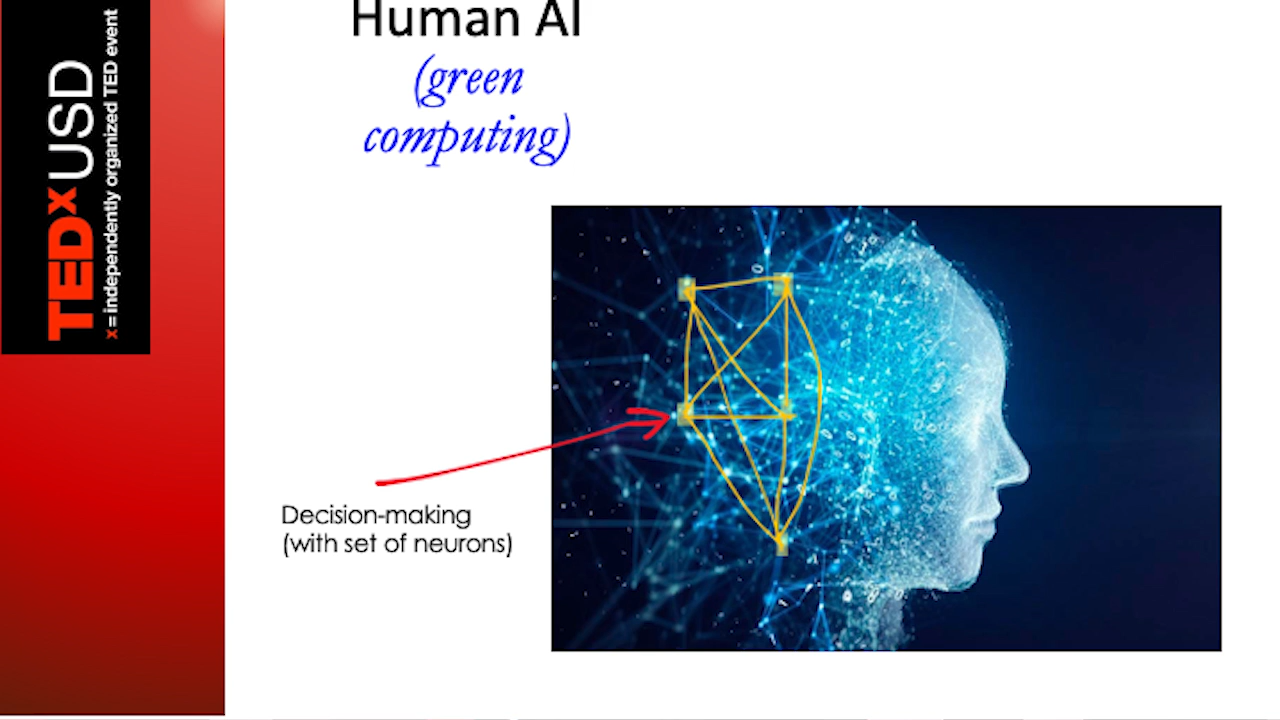 TEDxUSD
x = independently organized TED event
Human AI
(green
computing)
Decision-making
(with set of neurons)